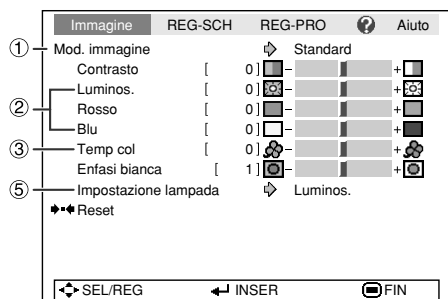 Immagine REG-SCH REG-PRO ? Aiuto
① Mod. immagine Standard
Contrasto [ 0 ] - +
② Luminos. [ 0 ] - +
Rosso [ 0 ] - +
Blu [ 0 ] - +
③ Temp col [ 0 ] - +
Enfasi bianca [ 1 ] - +
⑤ Impostazione lampada Luminos.
Reset
SEL/REG INSER FIN